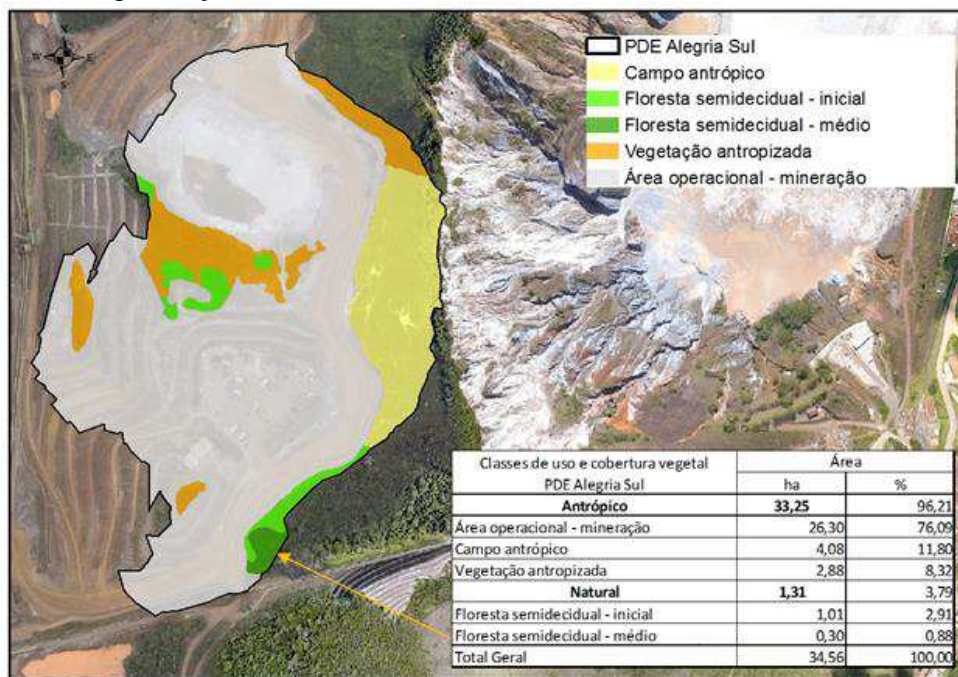 N
W E
S
PDE Alegria Sul
Campo antrópico
Floresta semidecidual - inicial
Floresta semidecidual - médio
Vegetação antropizada
Área operacional - mineração
Classes de uso e cobertura vegetal Área
PDE Alegria Sul ha %
Antrópico 33,25 96,21
Área operacional - mineração 26,30 76,09
Campo antrópico 4,08 11,80
Vegetação antropizada 2,88 8,32
Natural 1,31 3,79
Floresta semidecidual - inicial 1,01 2,91
Floresta semidecidual - médio 0,30 0,88
Total Geral 34,56 100,00